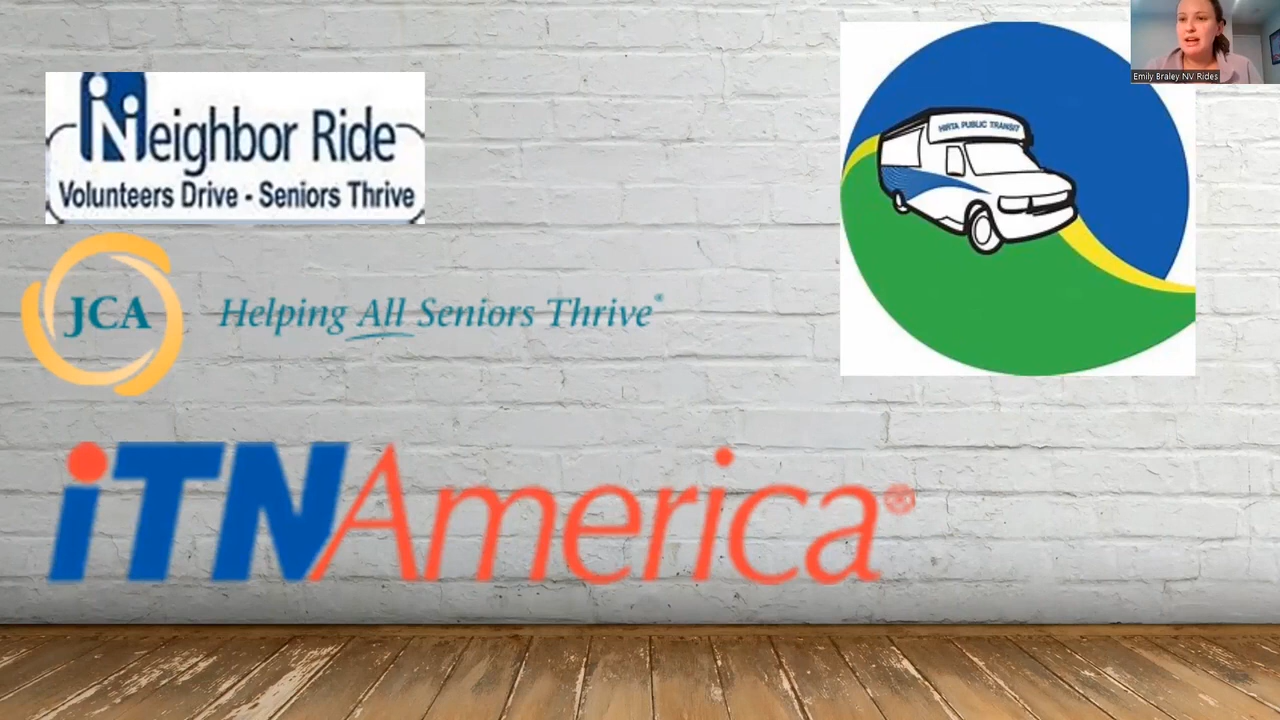 Neighbor Ride
Volunteers Drive - Seniors Thrive
JCA Helping All Seniors Thrive®
iTNAmerica®
HIRTA PUBLIC TRANSIT
Emily Braley NV Rides